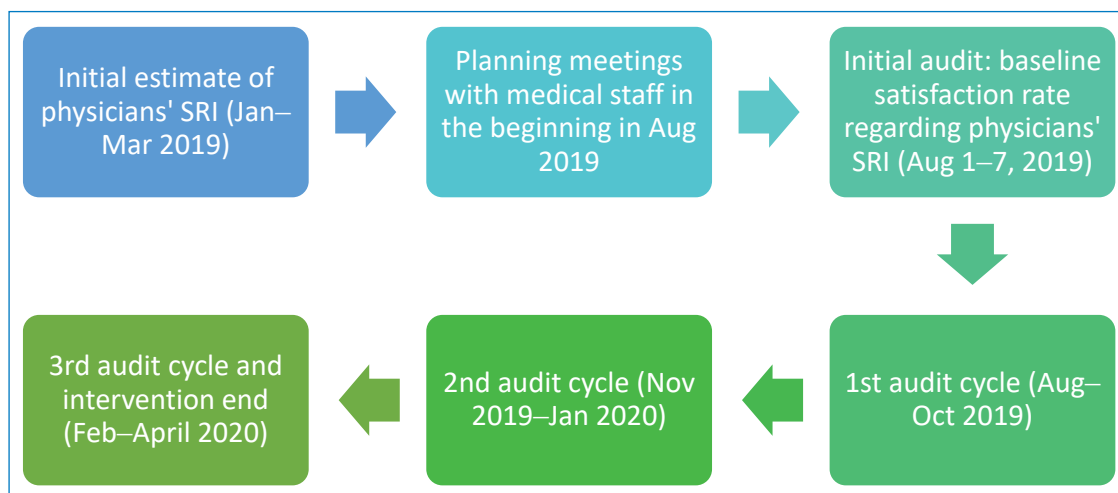 Initial estimate of
physicians' SRI (Jan–
Mar 2019)
Planning meetings
with medical staff in
the beginning in Aug
2019
Initial audit: baseline
satisfaction rate
regarding physicians'
SRI (Aug 1–7, 2019)
1st audit cycle (Aug–
Oct 2019)
2nd audit cycle (Nov
2019–Jan 2020)
3rd audit cycle and
intervention end
(Feb–April 2020)